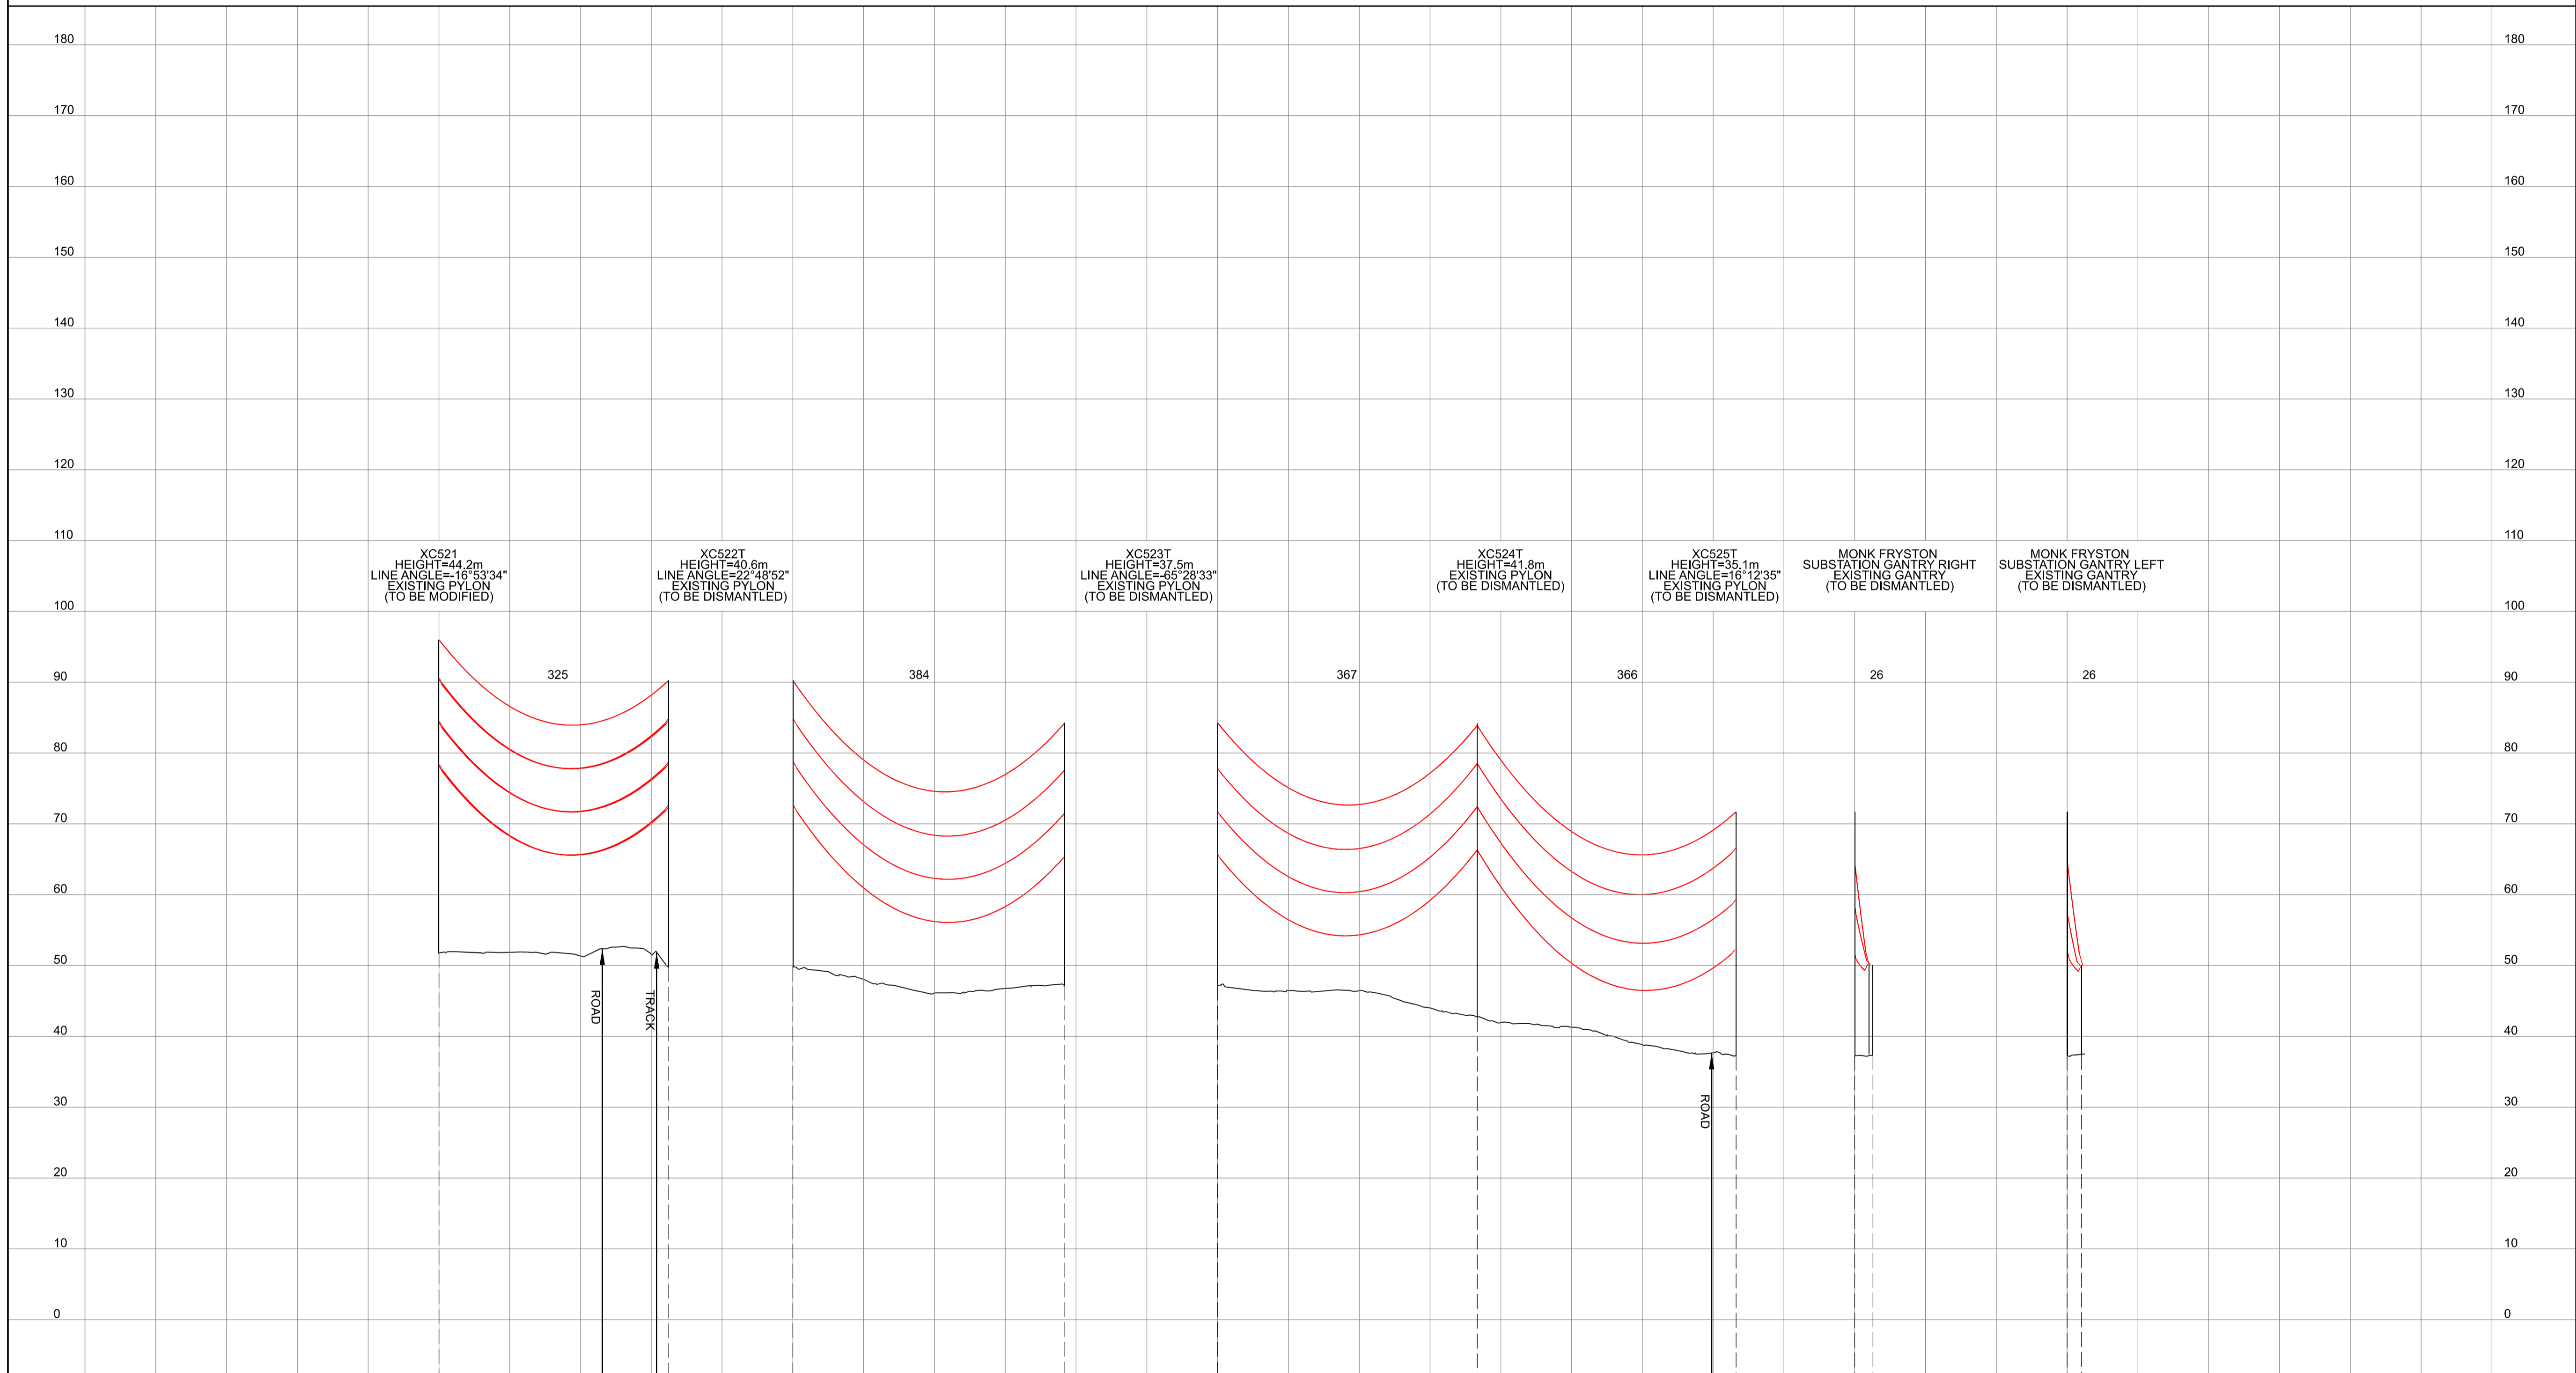 180 180
170 170
160 160
150 150
140 140
130 130
120 120
110 110
XC521
HEIGHT=44.2m
LINE ANGLE=-16°53'34"
EXISTING PYLON
(TO BE MODIFIED)
XC522T
HEIGHT=40.6m
LINE ANGLE=22°48'52"
EXISTING PYLON
(TO BE DISMANTLED)
XC523T
HEIGHT=37.5m
LINE ANGLE=-65°28'33"
EXISTING PYLON
(TO BE DISMANTLED)
XC524T
HEIGHT=41.8m
EXISTING PYLON
(TO BE DISMANTLED)
XC525T
HEIGHT=35.1m
LINE ANGLE=16°12'35"
EXISTING PYLON
(TO BE DISMANTLED)
MONK FRYSTON
SUBSTATION GANTRY RIGHT
EXISTING GANTRY
(TO BE DISMANTLED)
MONK FRYSTON
SUBSTATION GANTRY LEFT
EXISTING GANTRY
(TO BE DISMANTLED)
100 100
90 325 384 367 366 26 26 90
80 80
70 70
60 60
50 50
ROAD
TRACK
40 40
30 30
ROAD
20 20
10 10
0 0